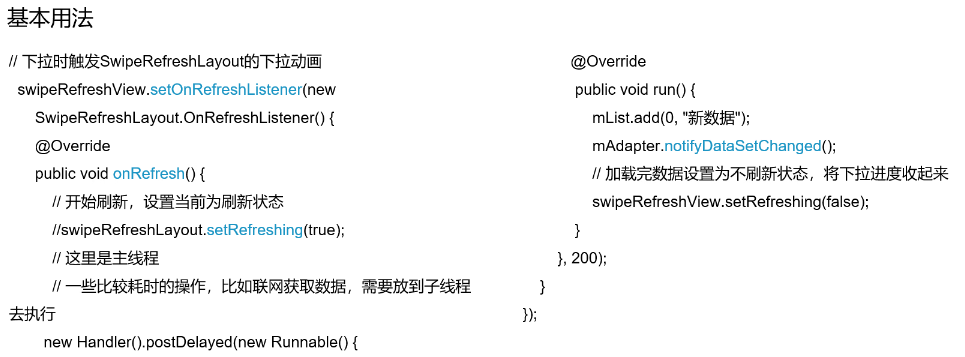 基本用法
// 下拉时触发SwipeRefreshLayout的下拉动画
swipeRefreshView.setOnRefreshListener(new
SwipeRefreshLayout.OnRefreshListener() {
@Override
public void onRefresh() {
// 开始刷新，设置当前为刷新状态
//swipeRefreshLayout.setRefreshing(true);
// 这里是主线程
// 一些比较耗时的操作，比如联网获取数据，需要放到子线程
去执行
new Handler().postDelayed(new Runnable() {
@Override
public void run() {
mList.add(0, "新数据");
mAdapter.notifyDataSetChanged();
// 加载完数据设置为不刷新状态，将下拉进度收起来
swipeRefreshView.setRefreshing(false);
}
}, 200);
}
});